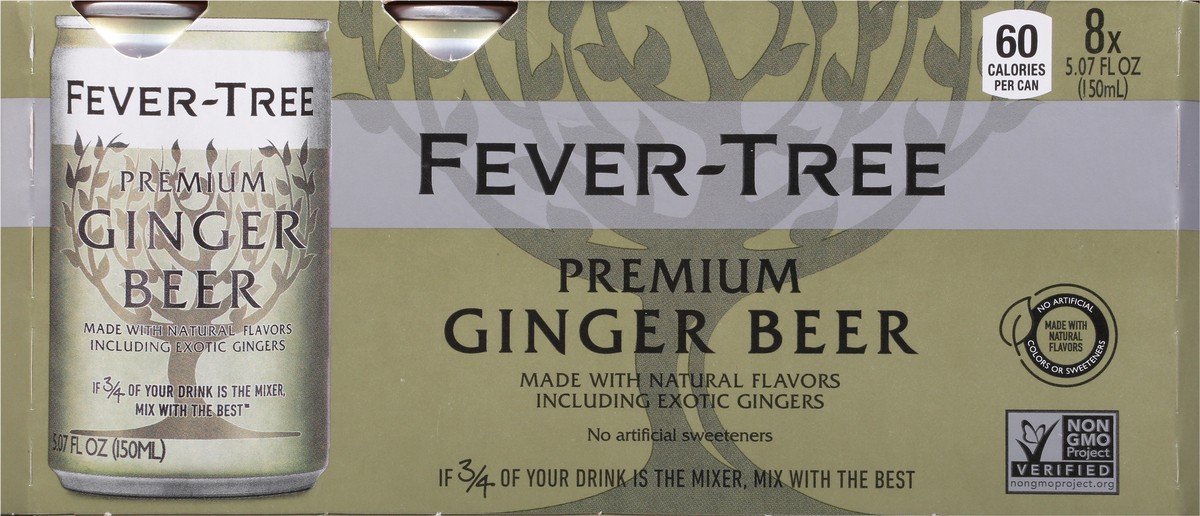 FEVER-TREE
PREMIUM
GINGER
BEER
MADE WITH NATURAL FLAVORS
INCLUDING EXOTIC GINGERS
IF 3/4 OF YOUR DRINK IS THE MIXER,
MIX WITH THE BEST™
5.07 FL OZ (150ML)
60
CALORIES
PER CAN
8x
5.07 FL OZ
(150mL)
FEVER-TREE
PREMIUM
GINGER BEER
MADE WITH NATURAL FLAVORS
INCLUDING EXOTIC GINGERS
No artificial sweeteners
IF 3/4 OF YOUR DRINK IS THE MIXER, MIX WITH THE BEST
NO ARTIFICIAL
MADE WITH
NATURAL
FLAVORS
COLORS OR SWEETENERS
NON
GMO
Project
VERIFIED
nongmoproject.org